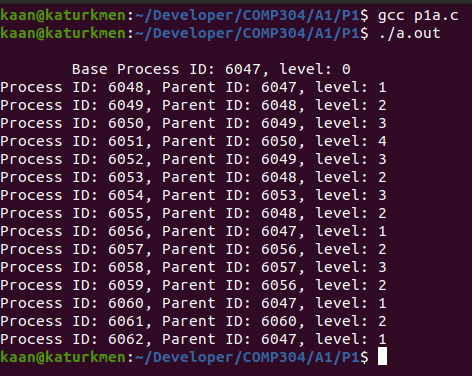 kaan@katurkmen:~/Developer/COMP304/A1/P1$ gcc p1a.c
kaan@katurkmen:~/Developer/COMP304/A1/P1$ ./a.out
Base Process ID: 6047, level: 0
Process ID: 6048, Parent ID: 6047, level: 1
Process ID: 6049, Parent ID: 6048, level: 2
Process ID: 6050, Parent ID: 6049, level: 3
Process ID: 6051, Parent ID: 6050, level: 4
Process ID: 6052, Parent ID: 6049, level: 3
Process ID: 6053, Parent ID: 6048, level: 2
Process ID: 6054, Parent ID: 6053, level: 3
Process ID: 6055, Parent ID: 6048, level: 2
Process ID: 6056, Parent ID: 6047, level: 1
Process ID: 6057, Parent ID: 6056, level: 2
Process ID: 6058, Parent ID: 6057, level: 3
Process ID: 6059, Parent ID: 6056, level: 2
Process ID: 6060, Parent ID: 6047, level: 1
Process ID: 6061, Parent ID: 6060, level: 2
Process ID: 6062, Parent ID: 6047, level: 1
kaan@katurkmen:~/Developer/COMP304/A1/P1$